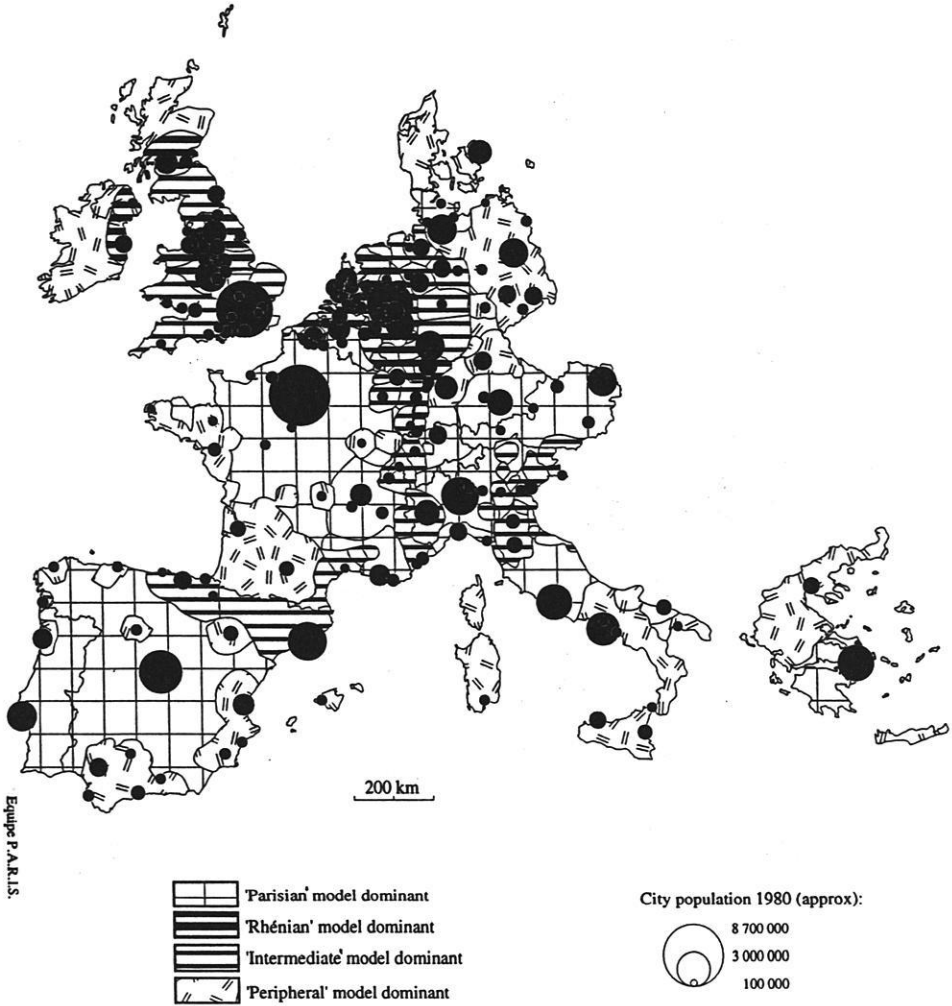 200 km
Equipe P.A.R.I.S.
'Parisian' model dominant
'Rhénian' model dominant
'Intermediate' model dominant
'Peripheral' model dominant
City population 1980 (approx):
8 700 000
3 000 000
100 000